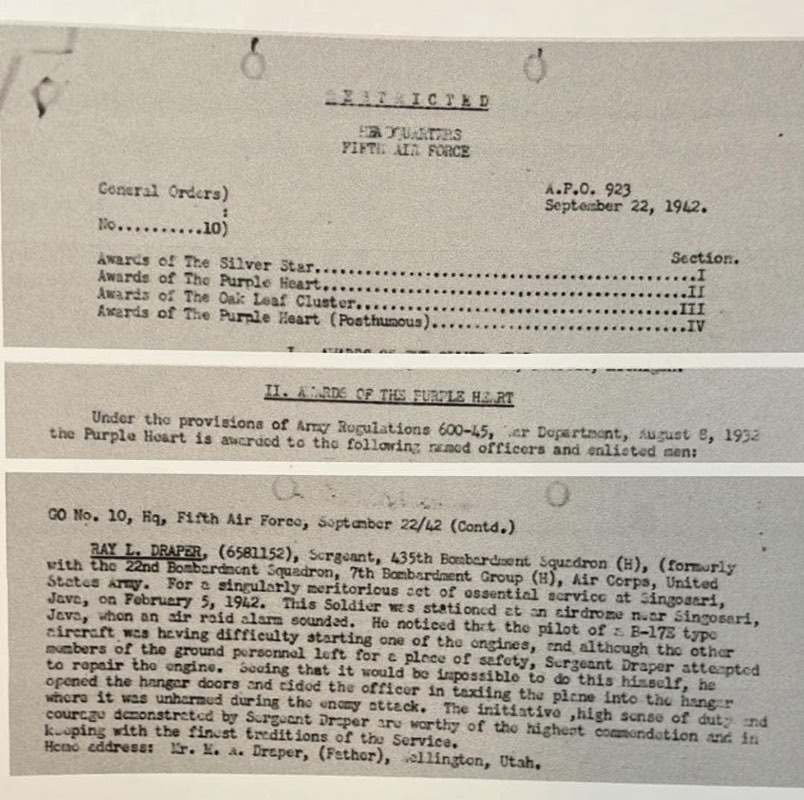 RESTRICTED
HEADQUARTERS
FIFTH AIR FORCE
General Orders)
:
No..........10)
A.P.O. 923
September 22, 1942.
Section.
Awards of The Silver Star................................................I
Awards of The Purple Heart...............................................II
Awards of The Oak Leaf Cluster..........................................III
Awards of The Purple Heart (Posthumous)................................IV
II. AWARDS OF THE PURPLE HEART
Under the provisions of Army Regulations 600-45, War Department, August 8, 1932
the Purple Heart is awarded to the following named officers and enlisted men:
GO No. 10, Hq, Fifth Air Force, September 22/42 (Contd.)
RAY L. DRAPER, (6581152), Sergeant, 435th Bombardment Squadron (H), (formerly
with the 22nd Bombardment Squadron, 7th Bombardment Group (H), Air Corps, United
States Army. For a singularly meritorious act of essential service at Singosari,
Java, on February 5, 1942. This Soldier was stationed at an airdrome near Singosari,
Java, when an air raid alarm sounded. He noticed that the pilot of a B-17E type
aircraft was having difficulty starting one of the engines, and although the other
members of the ground personnel left for a place of safety, Sergeant Draper attempted
to repair the engine. Seeing that it would be impossible to do this himself, he
opened the hangar doors and aided the officer in taxiing the plane into the hangar
where it was unharmed during the enemy attack. The initiative ,high sense of duty and
courage demonstrated by Sergeant Draper are worthy of the highest commendation and in
keeping with the finest traditions of the Service.
Home address: Mr. M. A. Draper, (Father), Wellington, Utah.